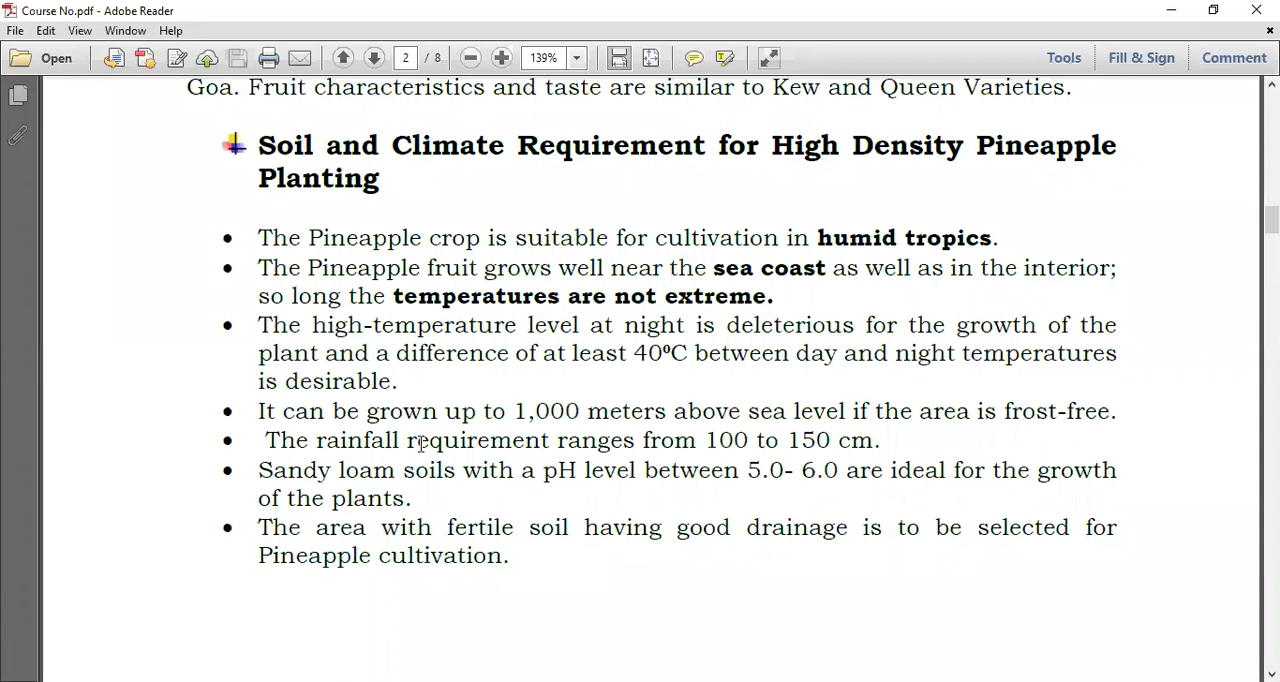 Course No.pdf - Adobe Reader
File Edit View Window Help
Open 2 / 8 139% Tools Fill & Sign Comment
Goa. Fruit characteristics and taste are similar to Kew and Queen Varieties.
Soil and Climate Requirement for High Density Pineapple
Planting
• The Pineapple crop is suitable for cultivation in humid tropics.
• The Pineapple fruit grows well near the sea coast as well as in the interior;
so long the temperatures are not extreme.
• The high-temperature level at night is deleterious for the growth of the
plant and a difference of at least 40⁰C between day and night temperatures
is desirable.
• It can be grown up to 1,000 meters above sea level if the area is frost-free.
• The rainfall requirement ranges from 100 to 150 cm.
• Sandy loam soils with a pH level between 5.0- 6.0 are ideal for the growth
of the plants.
• The area with fertile soil having good drainage is to be selected for
Pineapple cultivation.